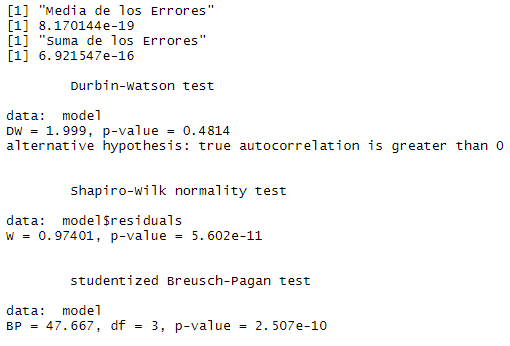 [1] "Media de los Errores"
[1] 8.170144e-19
[1] "Suma de los Errores"
[1] 6.921547e-16
Durbin-Watson test
data: model
DW = 1.999, p-value = 0.4814
alternative hypothesis: true autocorrelation is greater than 0
Shapiro-Wilk normality test
data: model$residuals
W = 0.97401, p-value = 5.602e-11
studentized Breusch-Pagan test
data: model
BP = 47.667, df = 3, p-value = 2.507e-10